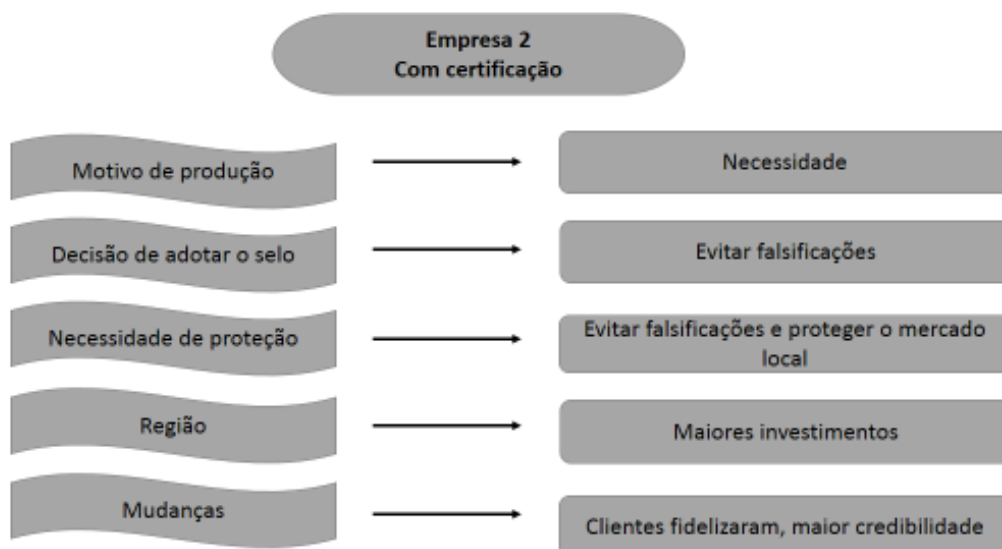 Empresa 2
Com certificação
Motivo de produção
Necessidade
Decisão de adotar o selo
Evitar falsificações
Necessidade de proteção
Evitar falsificações e proteger o mercado
local
Região
Maiores investimentos
Mudanças
Clientes fidelizaram, maior credibilidade